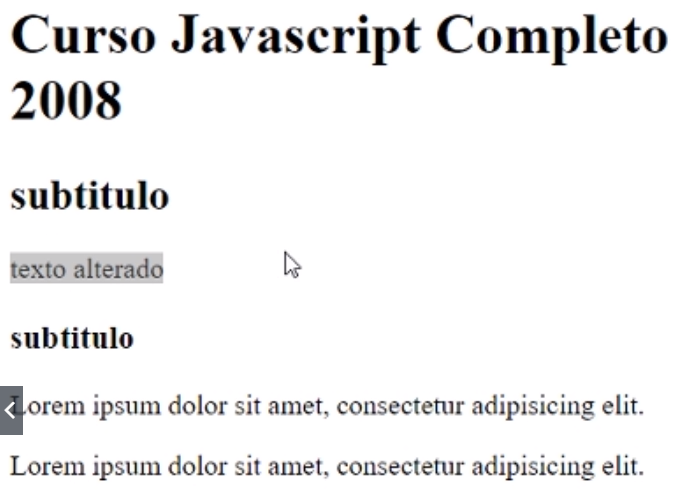 Curso Javascript Completo
2008
subtitulo
texto alterado
subtitulo
Lorem ipsum dolor sit amet, consectetur adipisicing elit.
Lorem ipsum dolor sit amet, consectetur adipisicing elit.